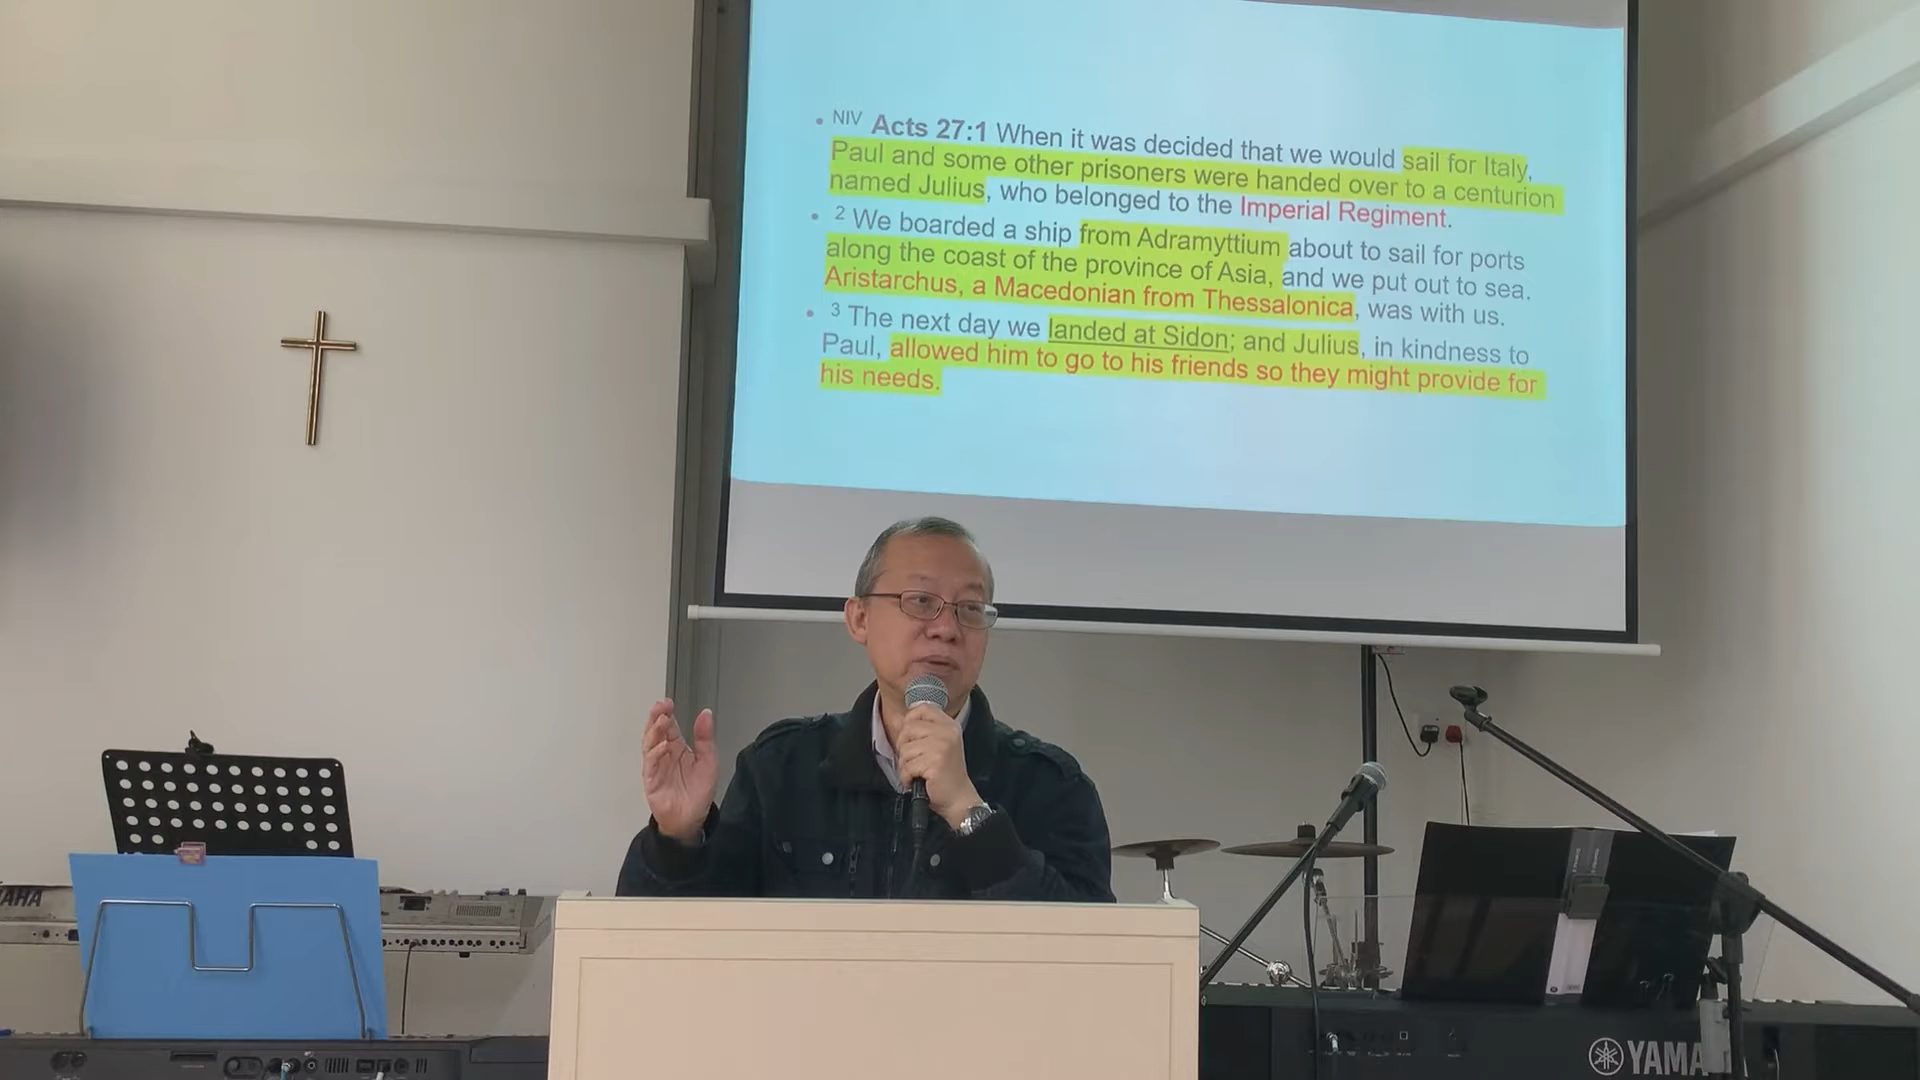 • NIV Acts 27:1 When it was decided that we would sail for Italy,
Paul and some other prisoners were handed over to a centurion
named Julius, who belonged to the Imperial Regiment.
• 2 We boarded a ship from Adramyttium about to sail for ports
along the coast of the province of Asia, and we put out to sea.
Aristarchus, a Macedonian from Thessalonica, was with us.
• 3 The next day we landed at Sidon; and Julius, in kindness to
Paul, allowed him to go to his friends so they might provide for
his needs.
AHA
YAMA